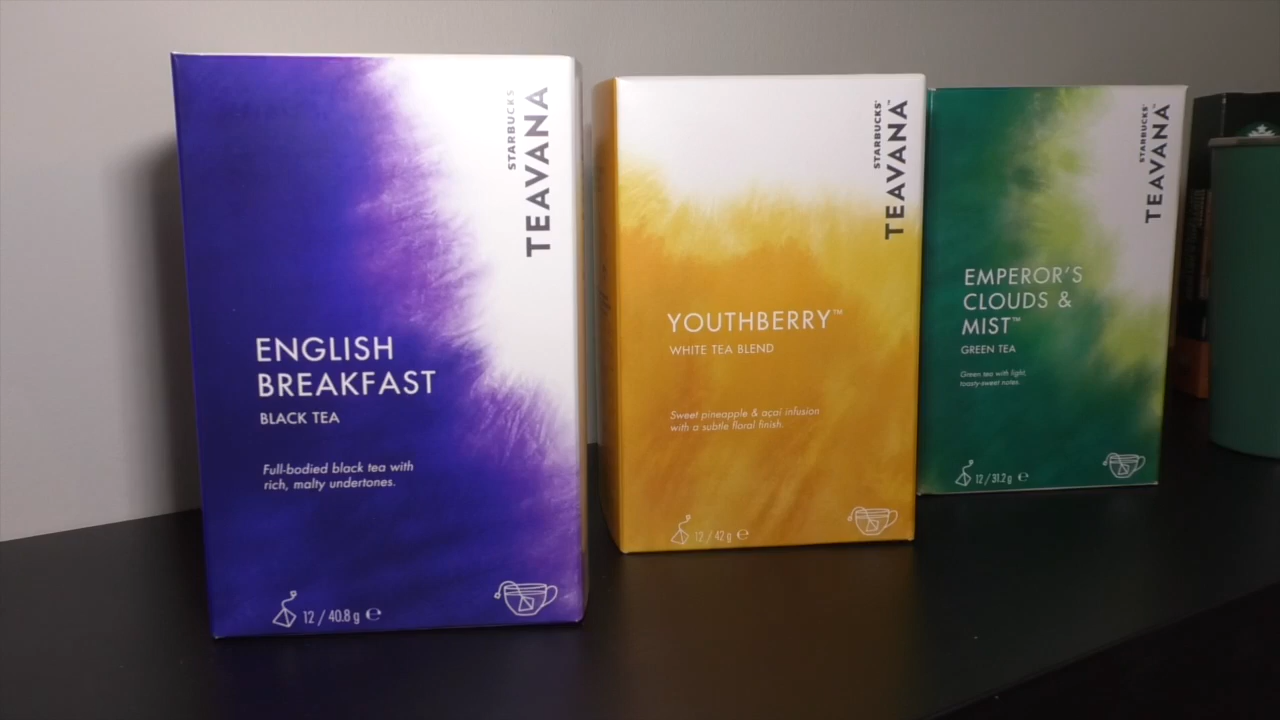 STARBUCKS
TEAVANA
ENGLISH
BREAKFAST
BLACK TEA
Full-bodied black tea with
rich, malty undertones.
12 / 40.8 g ℮
STARBUCKS
TEAVANA™
YOUTHBERRY™
WHITE TEA BLEND
Sweet pineapple & açaí infusion
with a subtle floral finish.
12 / 42 g ℮
STARBUCKS
TEAVANA™
EMPEROR'S
CLOUDS &
MIST™
GREEN TEA
Green tea with light,
toasty-sweet notes.
12 / 31.2 g ℮